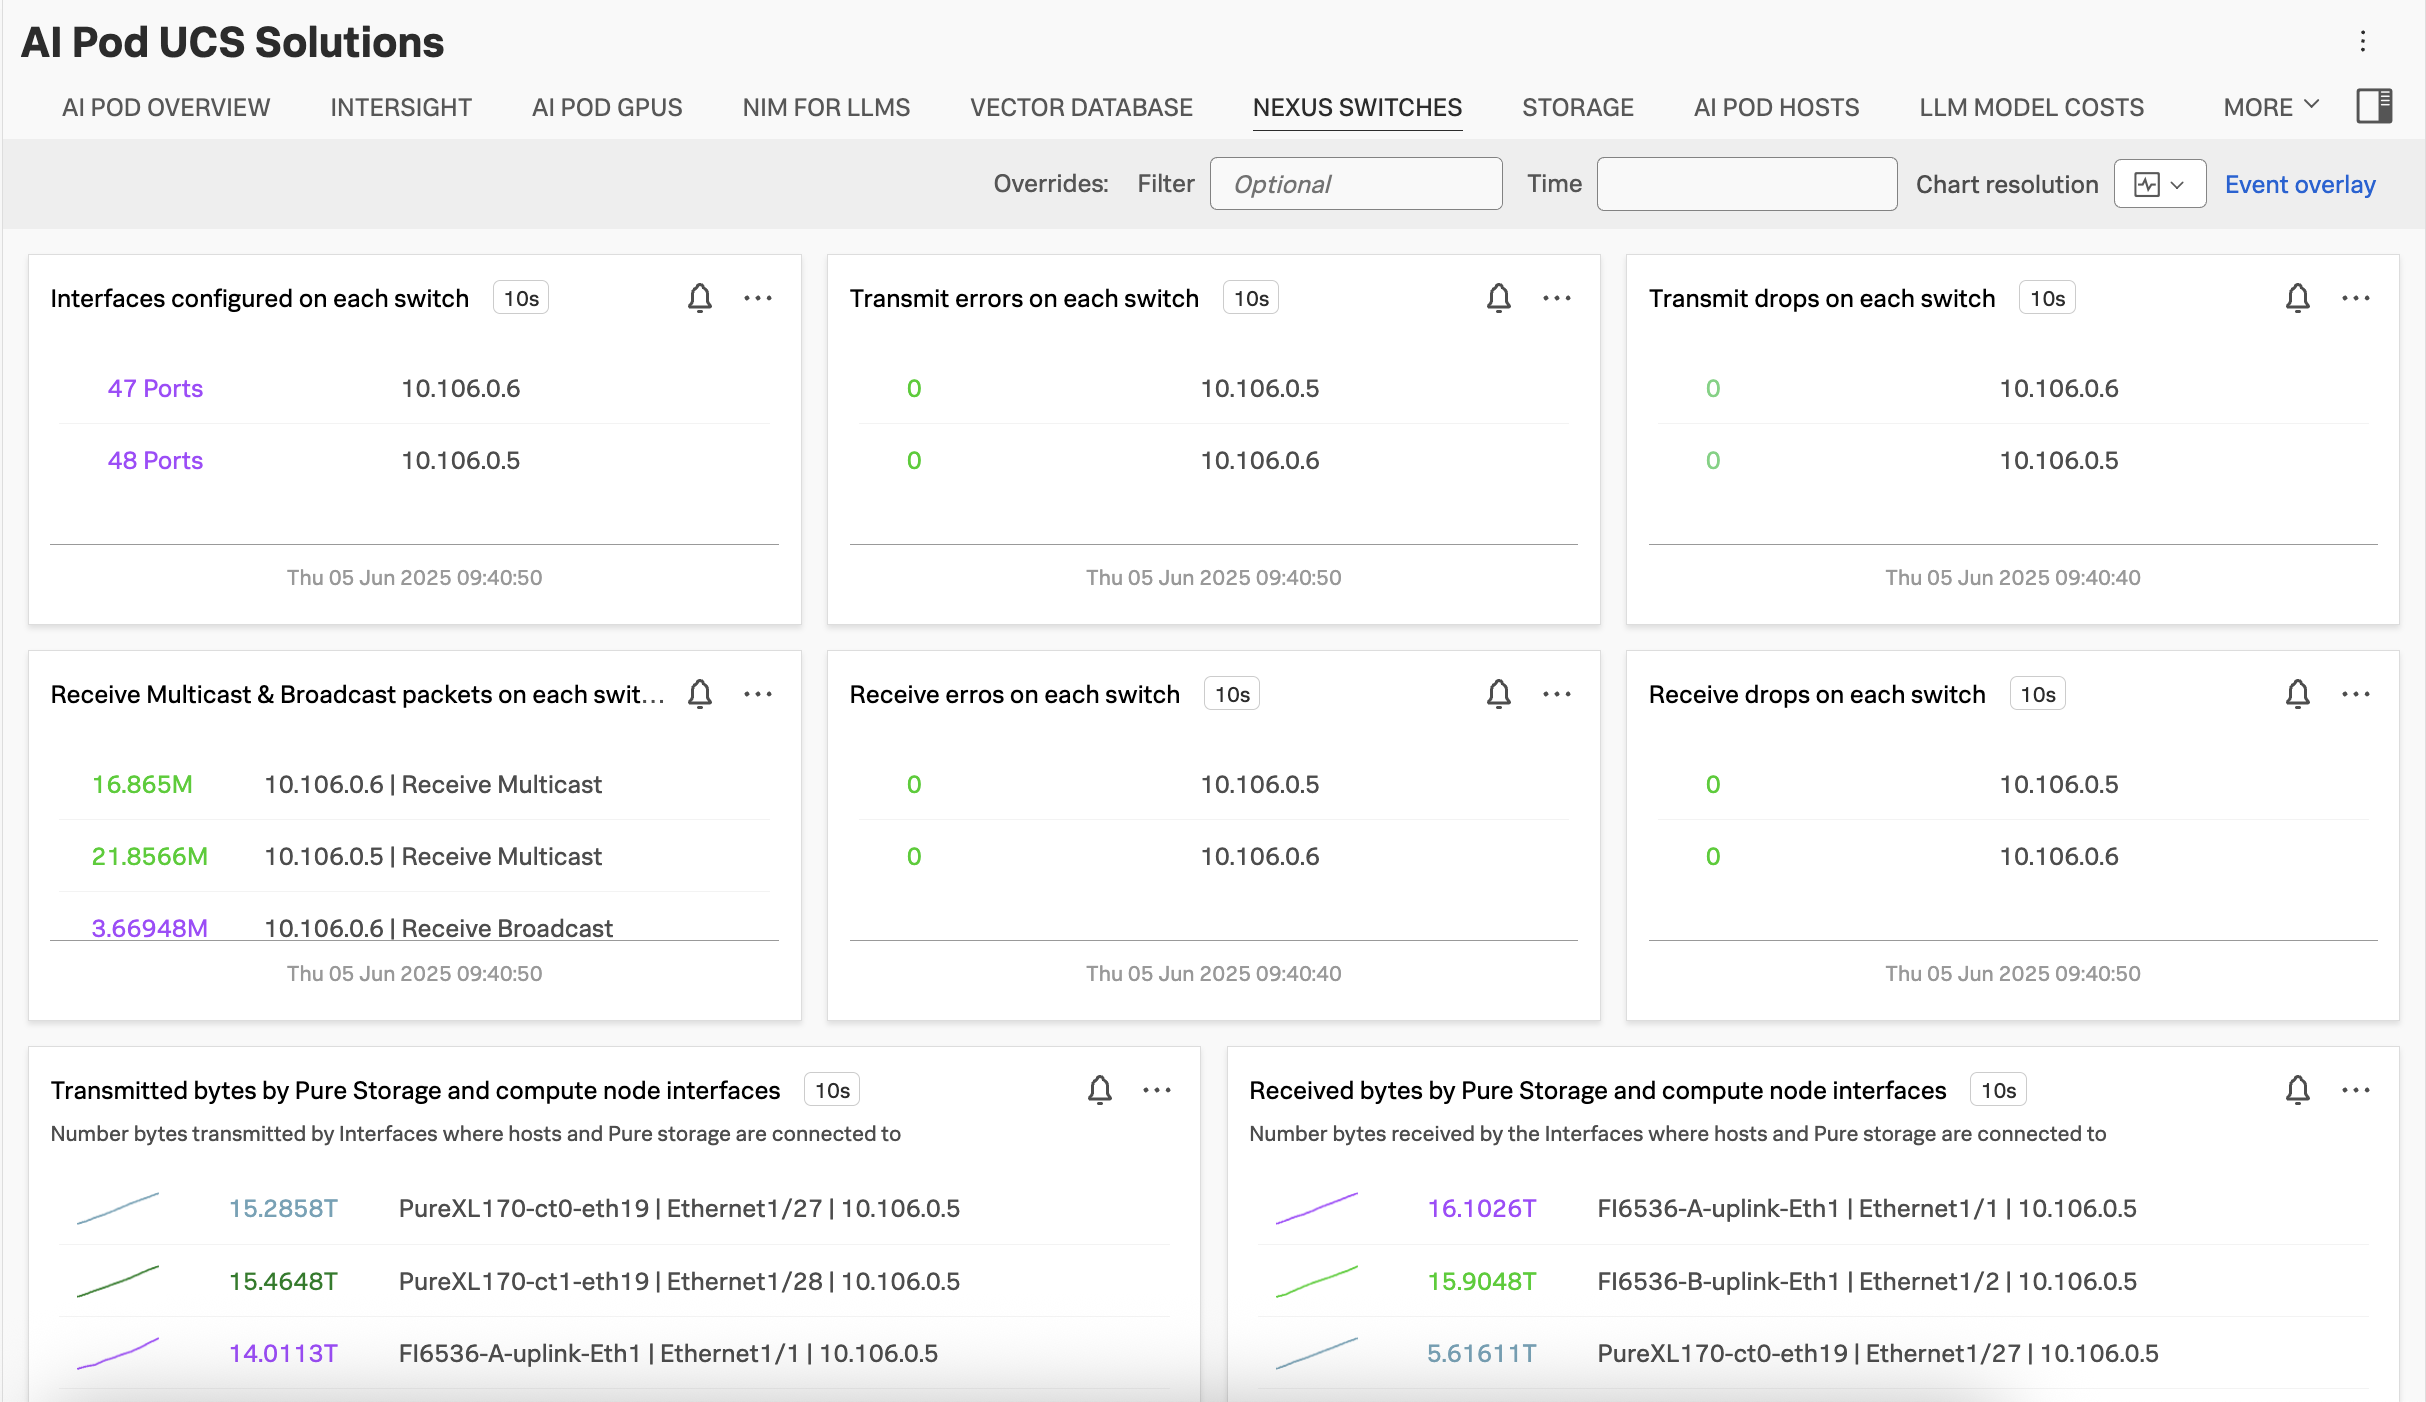 AI Pod UCS Solutions
AI POD OVERVIEW INTERSIGHT AI POD GPUS NIM FOR LLMS VECTOR DATABASE NEXUS SWITCHES STORAGE AI POD HOSTS LLM MODEL COSTS MORE
Overrides: Filter Optional Time Chart resolution Event overlay
Interfaces configured on each switch 10s
47 Ports 10.106.0.6
48 Ports 10.106.0.5
Thu 05 Jun 2025 09:40:50
Transmit errors on each switch 10s
0 10.106.0.5
0 10.106.0.6
Thu 05 Jun 2025 09:40:50
Transmit drops on each switch 10s
0 10.106.0.6
0 10.106.0.5
Thu 05 Jun 2025 09:40:40
Receive Multicast & Broadcast packets on each swit...
16.865M 10.106.0.6 | Receive Multicast
21.8566M 10.106.0.5 | Receive Multicast
3.66948M 10.106.0.6 | Receive Broadcast
Thu 05 Jun 2025 09:40:50
Receive erros on each switch 10s
0 10.106.0.5
0 10.106.0.6
Thu 05 Jun 2025 09:40:40
Receive drops on each switch 10s
0 10.106.0.5
0 10.106.0.6
Thu 05 Jun 2025 09:40:50
Transmitted bytes by Pure Storage and compute node interfaces 10s
Number bytes transmitted by Interfaces where hosts and Pure storage are connected to
15.2858T PureXL170-ct0-eth19 | Ethernet1/27 | 10.106.0.5
15.4648T PureXL170-ct1-eth19 | Ethernet1/28 | 10.106.0.5
14.0113T FI6536-A-uplink-Eth1 | Ethernet1/1 | 10.106.0.5
Received bytes by Pure Storage and compute node interfaces 10s
Number bytes received by the Interfaces where hosts and Pure storage are connected to
16.1026T FI6536-A-uplink-Eth1 | Ethernet1/1 | 10.106.0.5
15.9048T FI6536-B-uplink-Eth1 | Ethernet1/2 | 10.106.0.5
5.61611T PureXL170-ct0-eth19 | Ethernet1/27 | 10.106.0.5